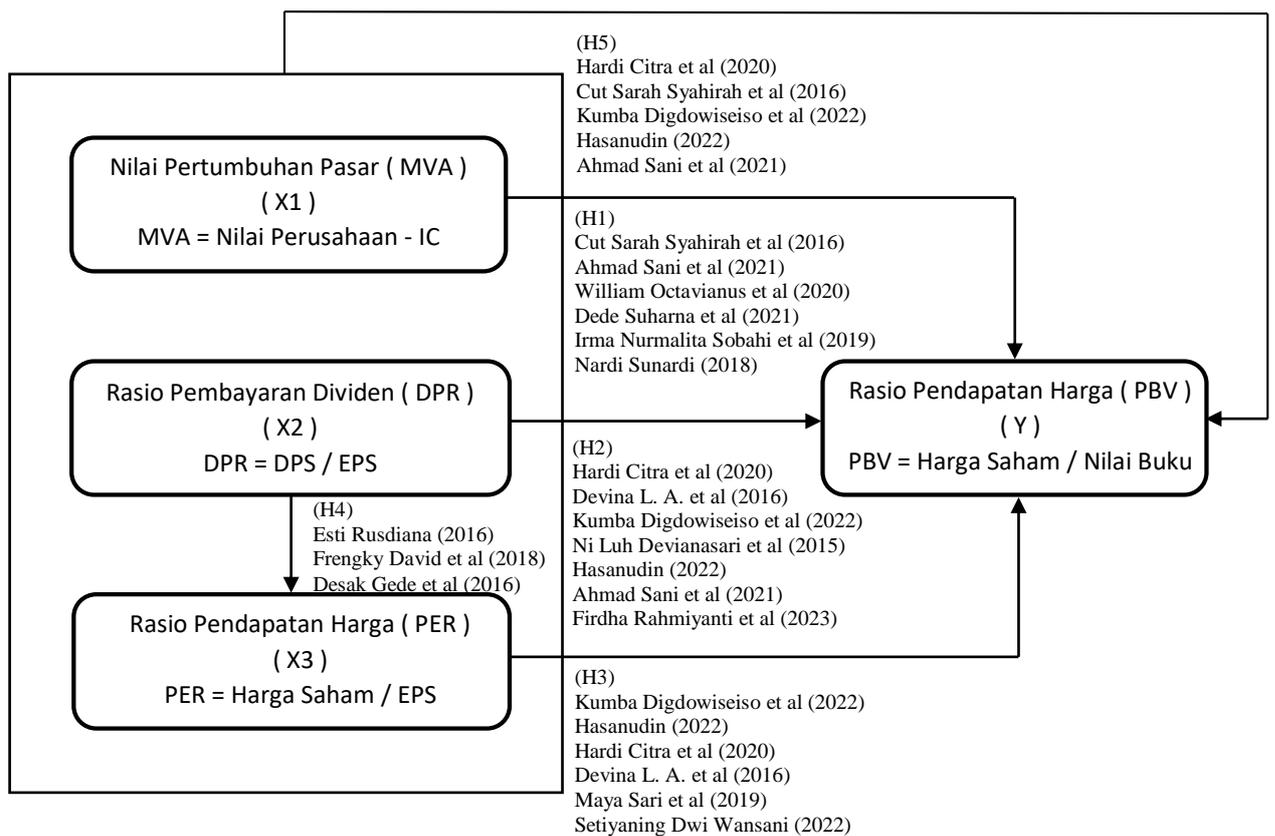 (H5)
Hardi Citra et al (2020)
Cut Sarah Syahirah et al (2016)
Kumba Digdowiseiso et al (2022)
Hasanudin (2022)
Ahmad Sani et al (2021)
Nilai Pertumbuhan Pasar ( MVA )
( X1 )
MVA = Nilai Perusahaan - IC
(H1)
Cut Sarah Syahirah et al (2016)
Ahmad Sani et al (2021)
William Octavianus et al (2020)
Dede Suharna et al (2021)
Irma Nurmalita Sobahi et al (2019)
Nardi Sunardi (2018)
Rasio Pembayaran Dividen ( DPR )
( X2 )
DPR = DPS / EPS
Rasio Pendapatan Harga ( PBV )
( Y )
PBV = Harga Saham / Nilai Buku
(H2)
Hardi Citra et al (2020)
Devina L. A. et al (2016)
Kumba Digdowiseiso et al (2022)
Ni Luh Devianasari et al (2015)
Hasanudin (2022)
Ahmad Sani et al (2021)
Firdha Rahmiyanti et al (2023)
(H4)
Esti Rusdiana (2016)
Frengky David et al (2018)
Desak Gede et al (2016)
Rasio Pendapatan Harga ( PER )
( X3 )
PER = Harga Saham / EPS
(H3)
Kumba Digdowiseiso et al (2022)
Hasanudin (2022)
Hardi Citra et al (2020)
Devina L. A. et al (2016)
Maya Sari et al (2019)
Setiyaning Dwi Wansani (2022)